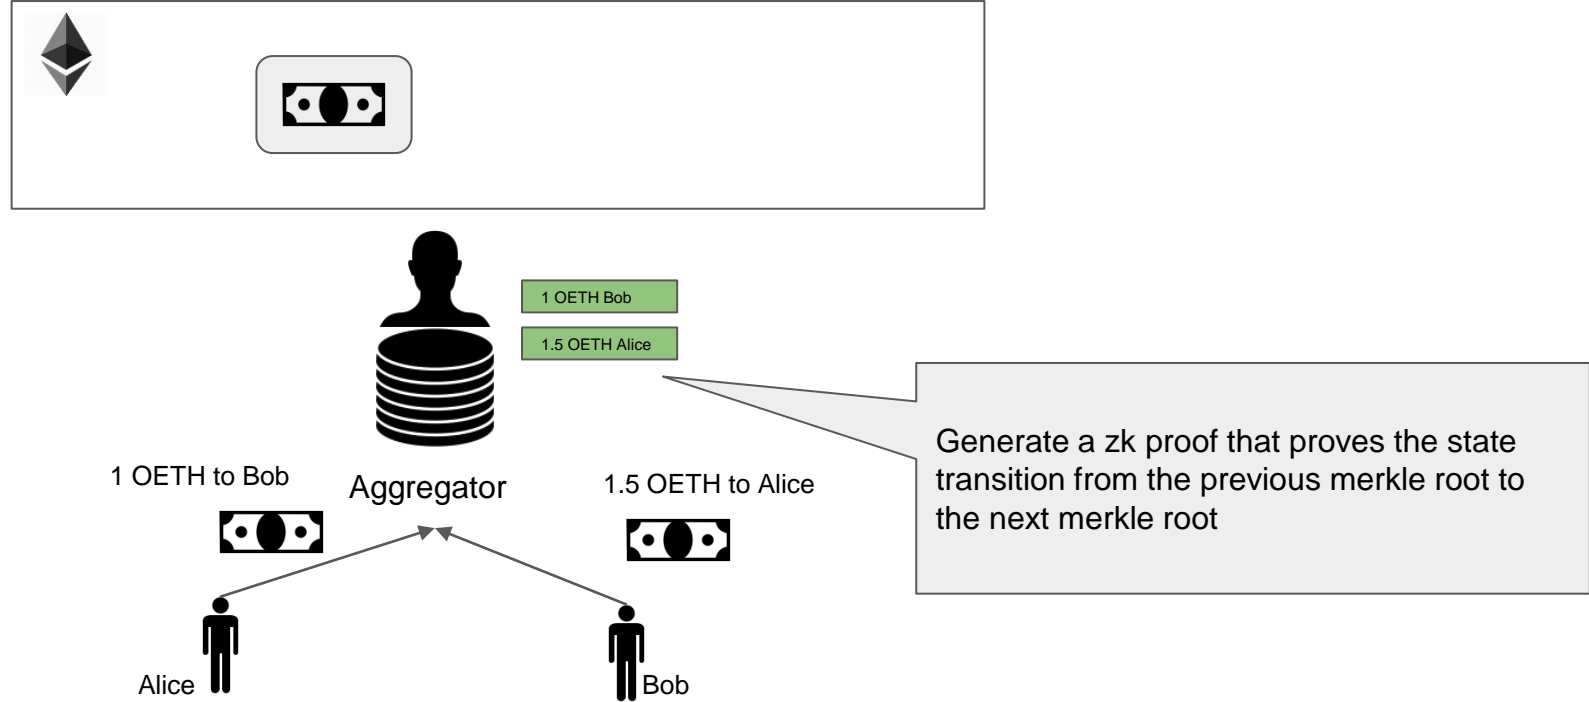 1 OETH Bob
1.5 OETH Alice
Generate a zk proof that proves the state
transition from the previous merkle root to
the next merkle root
1 OETH to Bob
Aggregator
1.5 OETH to Alice
Alice
Bob